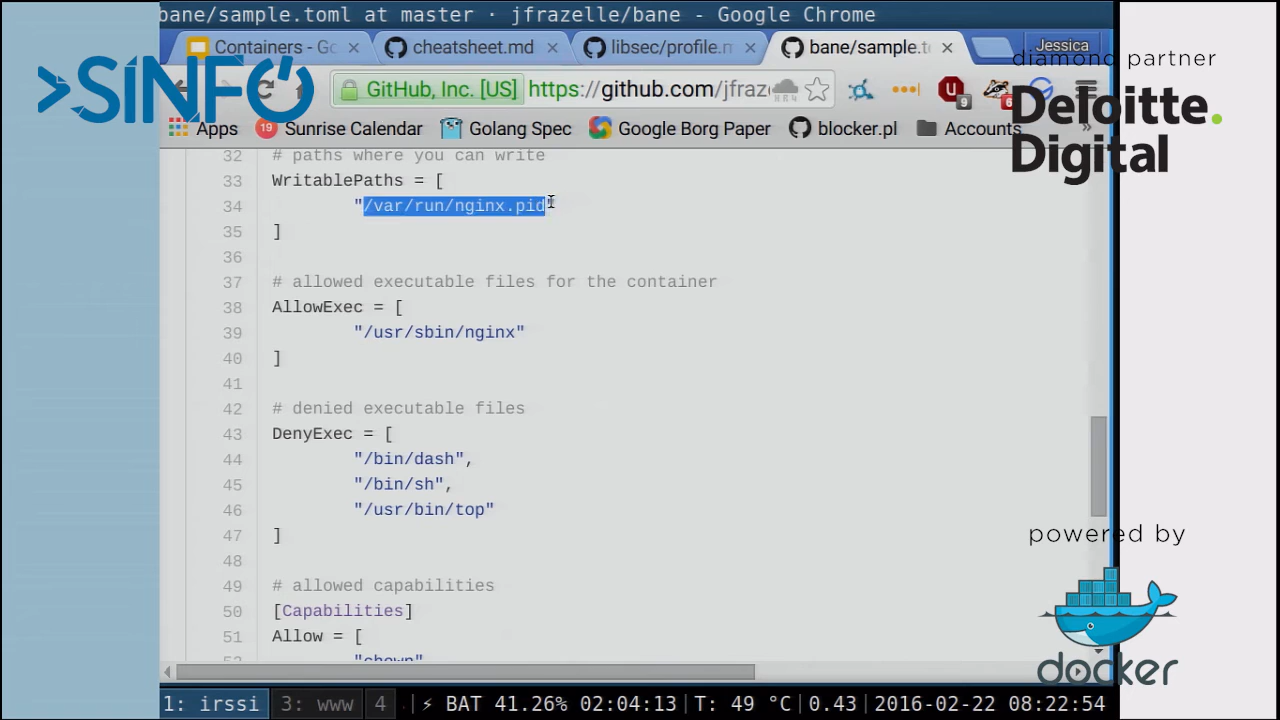 bane/sample.toml at master · jfrazelle/bane - Google Chrome
Containers - Go
cheatsheet.md
libsec/profile.m
bane/sample.to
Jessica
GitHub, Inc. [US]
https://github.com/jfraz
9
6
Apps
19 Sunrise Calendar
Golang Spec
Google Borg Paper
blocker.pl
Accounts
»
SINFO
diamond partner
Deloitte.
Digital
32 # paths where you can write
33 WritablePaths = [
34 "/var/run/nginx.pid"
35 ]
36
37 # allowed executable files for the container
38 AllowExec = [
39 "/usr/sbin/nginx"
40 ]
41
42 # denied executable files
43 DenyExec = [
44 "/bin/dash",
45 "/bin/sh",
46 "/usr/bin/top"
47 ]
48
49 # allowed capabilities
50 [Capabilities]
51 Allow = [
52 "chown"
powered by
docker
1: irssi
3: www
4
⚡ BAT 41.26% 02:04:13
T: 49 °C
0.43
2016-02-22 08:22:54